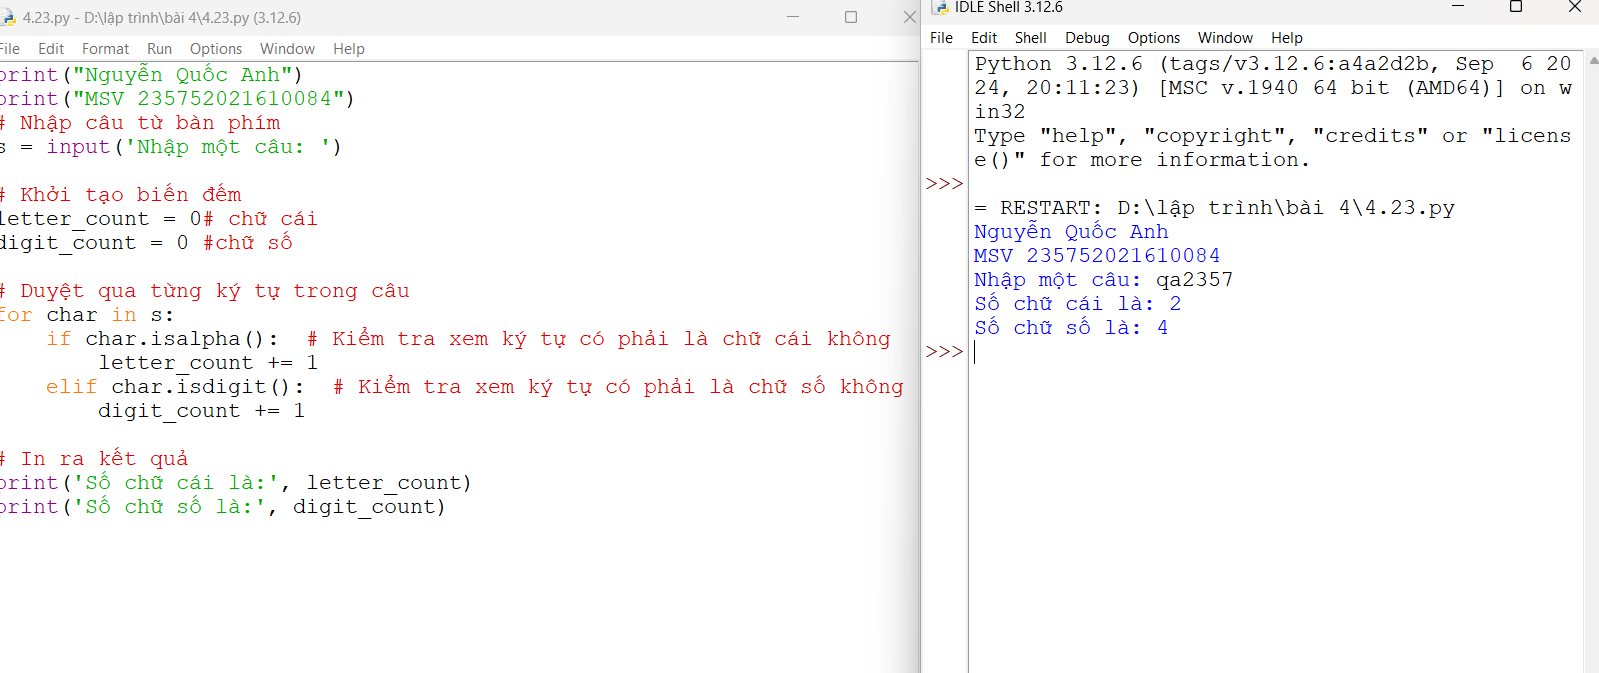 4.23.py - D:\lập trình\bài 4\4.23.py (3.12.6)
File Edit Format Run Options Window Help
print("Nguyễn Quốc Anh")
print("MSV 235752021610084")
# Nhập câu từ bàn phím
s = input('Nhập một câu: ')
# Khởi tạo biến đếm
letter_count = 0# chữ cái
digit_count = 0 #chữ số
# Duyệt qua từng ký tự trong câu
for char in s:
if char.isalpha():  # Kiểm tra xem ký tự có phải là chữ cái không
letter_count += 1
elif char.isdigit():  # Kiểm tra xem ký tự có phải là chữ số không
digit_count += 1
# In ra kết quả
print('Số chữ cái là:', letter_count)
print('Số chữ số là:', digit_count)
IDLE Shell 3.12.6
File Edit Shell Debug Options Window Help
Python 3.12.6 (tags/v3.12.6:a4a2d2b, Sep  6 20
24, 20:11:23) [MSC v.1940 64 bit (AMD64)] on w
in32
Type "help", "copyright", "credits" or "licens
e()" for more information.
>>>
= RESTART: D:\lập trình\bài 4\4.23.py
Nguyễn Quốc Anh
MSV 235752021610084
Nhập một câu: qa2357
Số chữ cái là: 2
Số chữ số là: 4
>>>